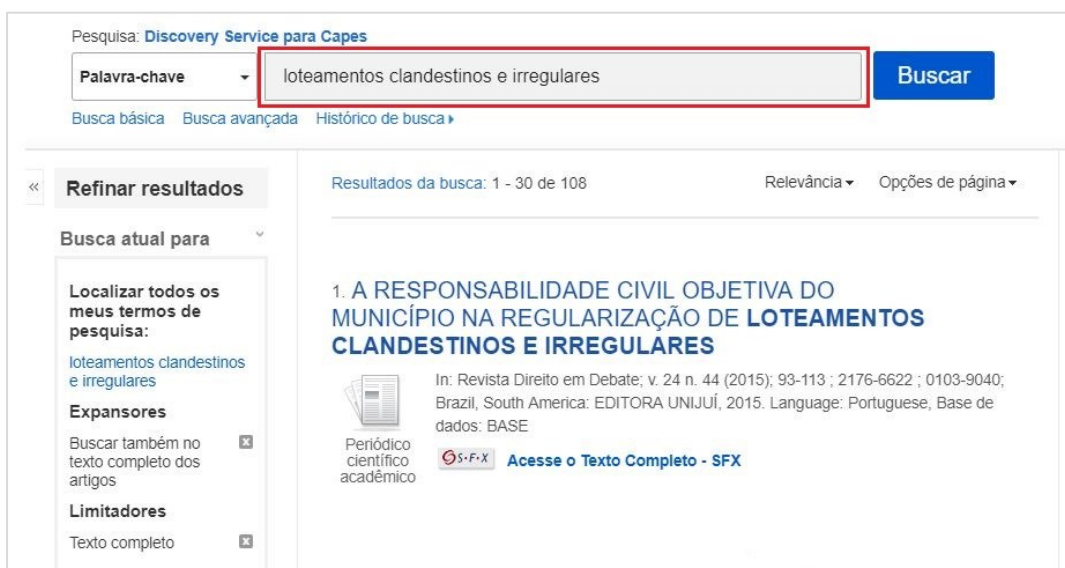 Pesquisa: Discovery Service para Capes
Palavra-chave
loteamentos clandestinos e irregulares
Buscar
Busca básica Busca avançada Histórico de busca
« Refinar resultados
Busca atual para
Localizar todos os
meus termos de
pesquisa:
loteamentos clandestinos
e irregulares
Expansores
Buscar também no
texto completo dos
artigos
Limitadores
Texto completo
Resultados da busca: 1 - 30 de 108
Relevância
Opções de página
1. A RESPONSABILIDADE CIVIL OBJETIVA DO
MUNICÍPIO NA REGULARIZAÇÃO DE LOTEAMENTOS
CLANDESTINOS E IRREGULARES
Periódico
científico
acadêmico
In: Revista Direito em Debate; v. 24 n. 44 (2015); 93-113 ; 2176-6622 ; 0103-9040;
Brazil, South America: EDITORA UNIJUÍ, 2015. Language: Portuguese, Base de
dados: BASE
S·F·X Acesse o Texto Completo - SFX